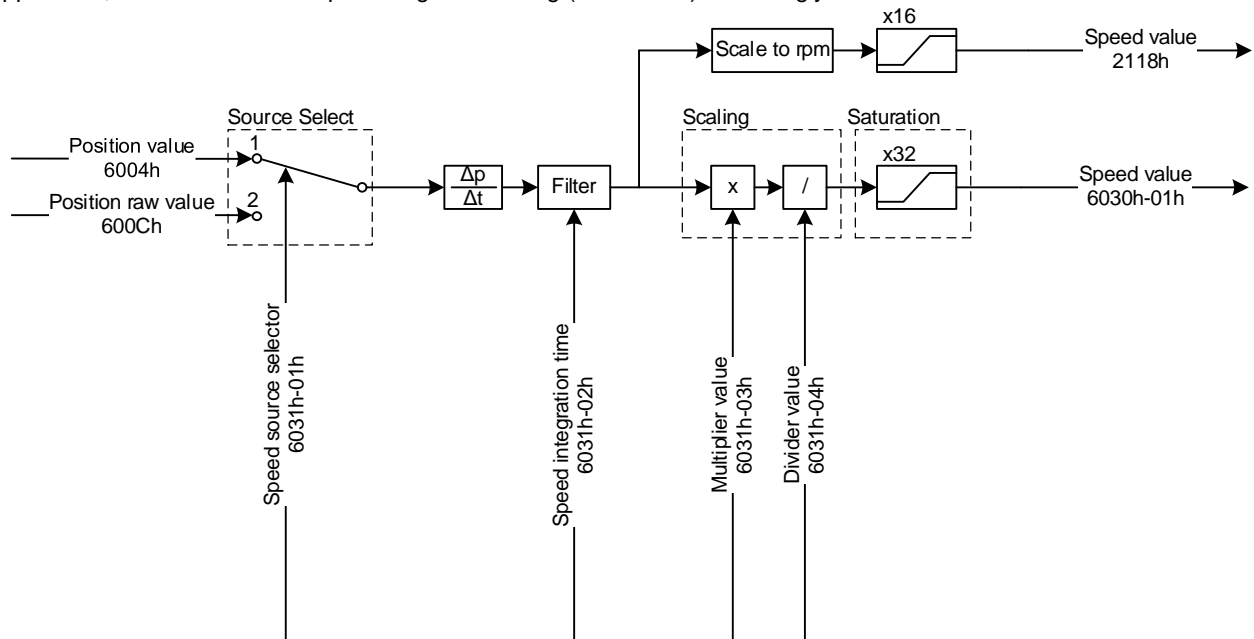 x16
Scale to rpm
Speed value
2118h
Source Select
Scaling
Saturation
Position value
6004h
1
Position raw value
600Ch
2
Δp
Δt
Filter
x
/
x32
Speed value
6030h-01h
Speed source selector
6031h-01h
Speed integration time
6031h-02h
Multiplier value
6031h-03h
Divider value
6031h-04h